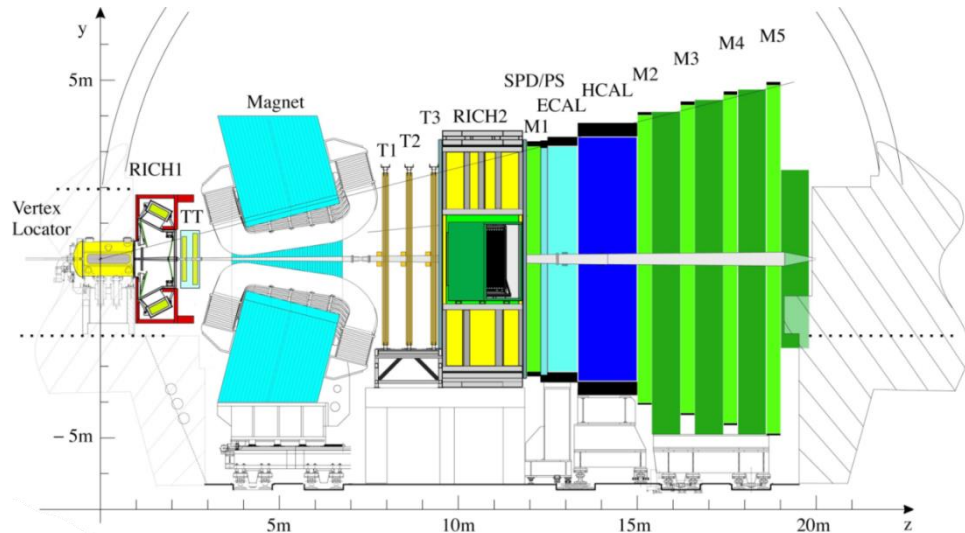 y
5m
Vertex
Locator
RICH1
TT
Magnet
T1
T2
T3
RICH2
M1
SPD/PS
ECAL
HCAL
M2
M3
M4
M5
− 5m
5m
10m
15m
20m
z